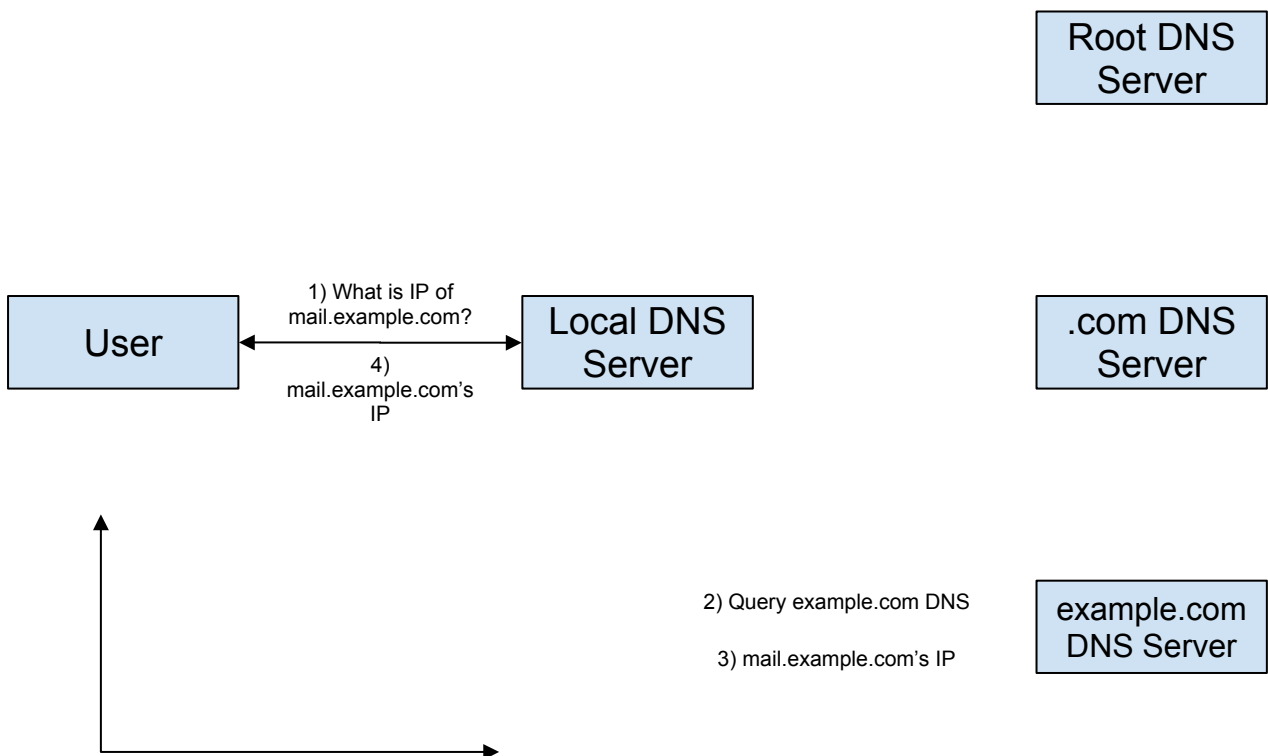 Root DNS
Server
1) What is IP of
mail.example.com?
User
Local DNS
Server
.com DNS
Server
4)
mail.example.com’s
IP
2) Query example.com DNS
3) mail.example.com’s IP
example.com
DNS Server